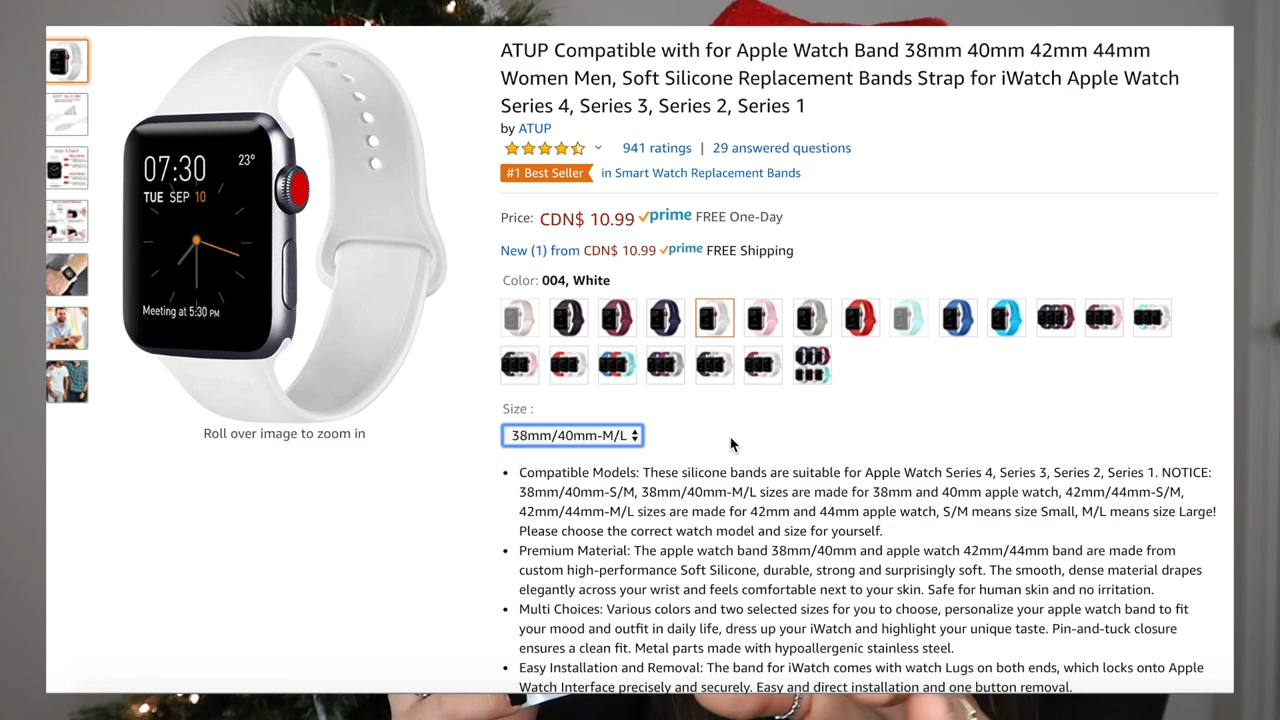 ATUP Compatible with for Apple Watch Band 38mm 40mm 42mm 44mm
Women Men, Soft Silicone Replacement Bands Strap for iWatch Apple Watch
Series 4, Series 3, Series 2, Series 1
by ATUP
941 ratings | 29 answered questions
#1 Best Seller in Smart Watch Replacement Bands
Price: CDN$ 10.99 prime FREE One-Day
New (1) from CDN$ 10.99 prime FREE Shipping
Color: 004, White
07:30
23°
TUE SEP 10
Meeting at 5:30 PM
Roll over image to zoom in
Size :
38mm/40mm-M/L
• Compatible Models: These silicone bands are suitable for Apple Watch Series 4, Series 3, Series 2, Series 1. NOTICE:
38mm/40mm-S/M, 38mm/40mm-M/L sizes are made for 38mm and 40mm apple watch, 42mm/44mm-S/M,
42mm/44mm-M/L sizes are made for 42mm and 44mm apple watch, S/M means size Small, M/L means size Large!
Please choose the correct watch model and size for yourself.
• Premium Material: The apple watch band 38mm/40mm and apple watch 42mm/44mm band are made from
custom high-performance Soft Silicone, durable, strong and surprisingly soft. The smooth, dense material drapes
elegantly across your wrist and feels comfortable next to your skin. Safe for human skin and no irritation.
• Multi Choices: Various colors and two selected sizes for you to choose, personalize your apple watch band to fit
your mood and outfit in daily life, dress up your iWatch and highlight your unique taste. Pin-and-tuck closure
ensures a clean fit. Metal parts made with hypoallergenic stainless steel.
• Easy Installation and Removal: The band for iWatch comes with watch Lugs on both ends, which locks onto Apple
Watch Interface precisely and securely. Easy and direct installation and one button removal.